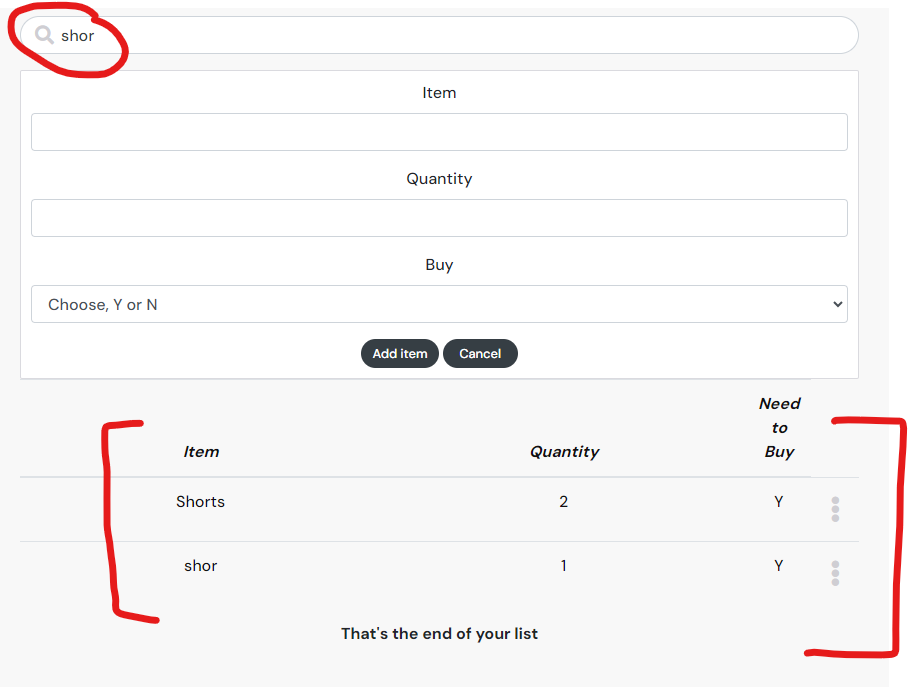 shor
Item
Quantity
Buy
Choose, Y or N
Add item Cancel
Need
to
Item Quantity Buy
Shorts 2 Y
shor 1 Y
That's the end of your list